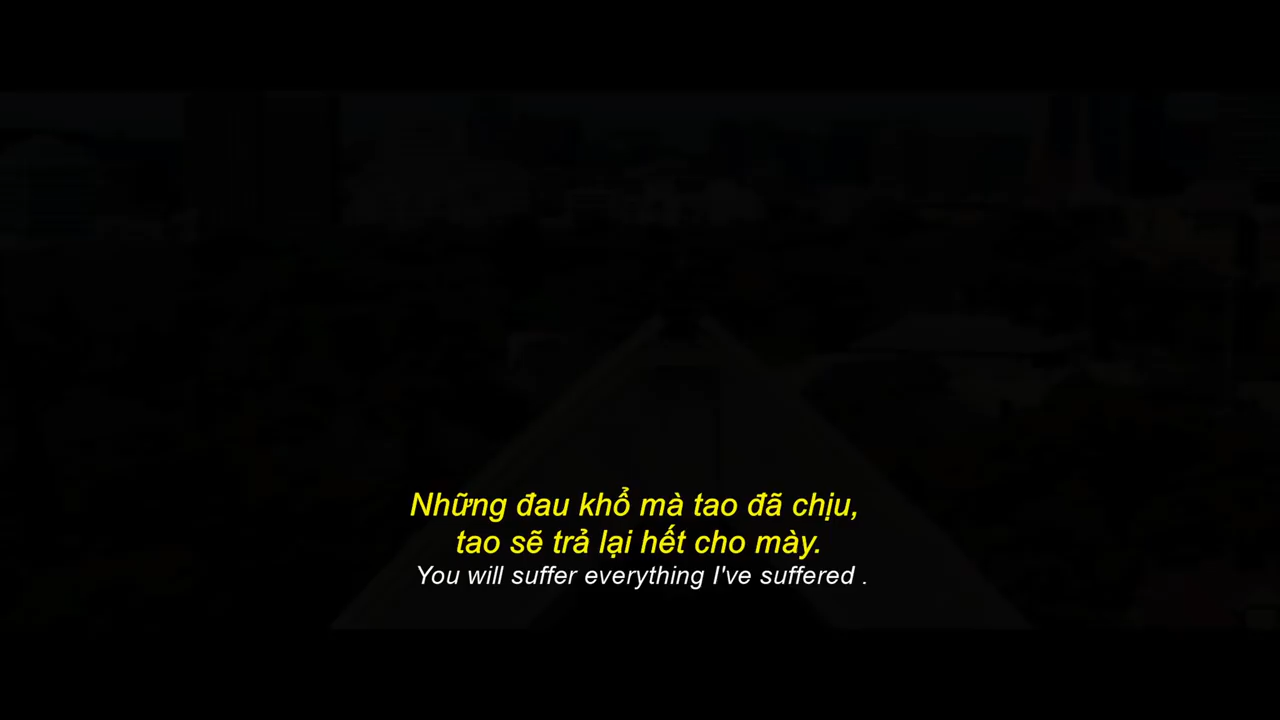 Những đau khổ mà tao đã chịu,
tao sẽ trả lại hết cho mày.
You will suffer everything I've suffered .